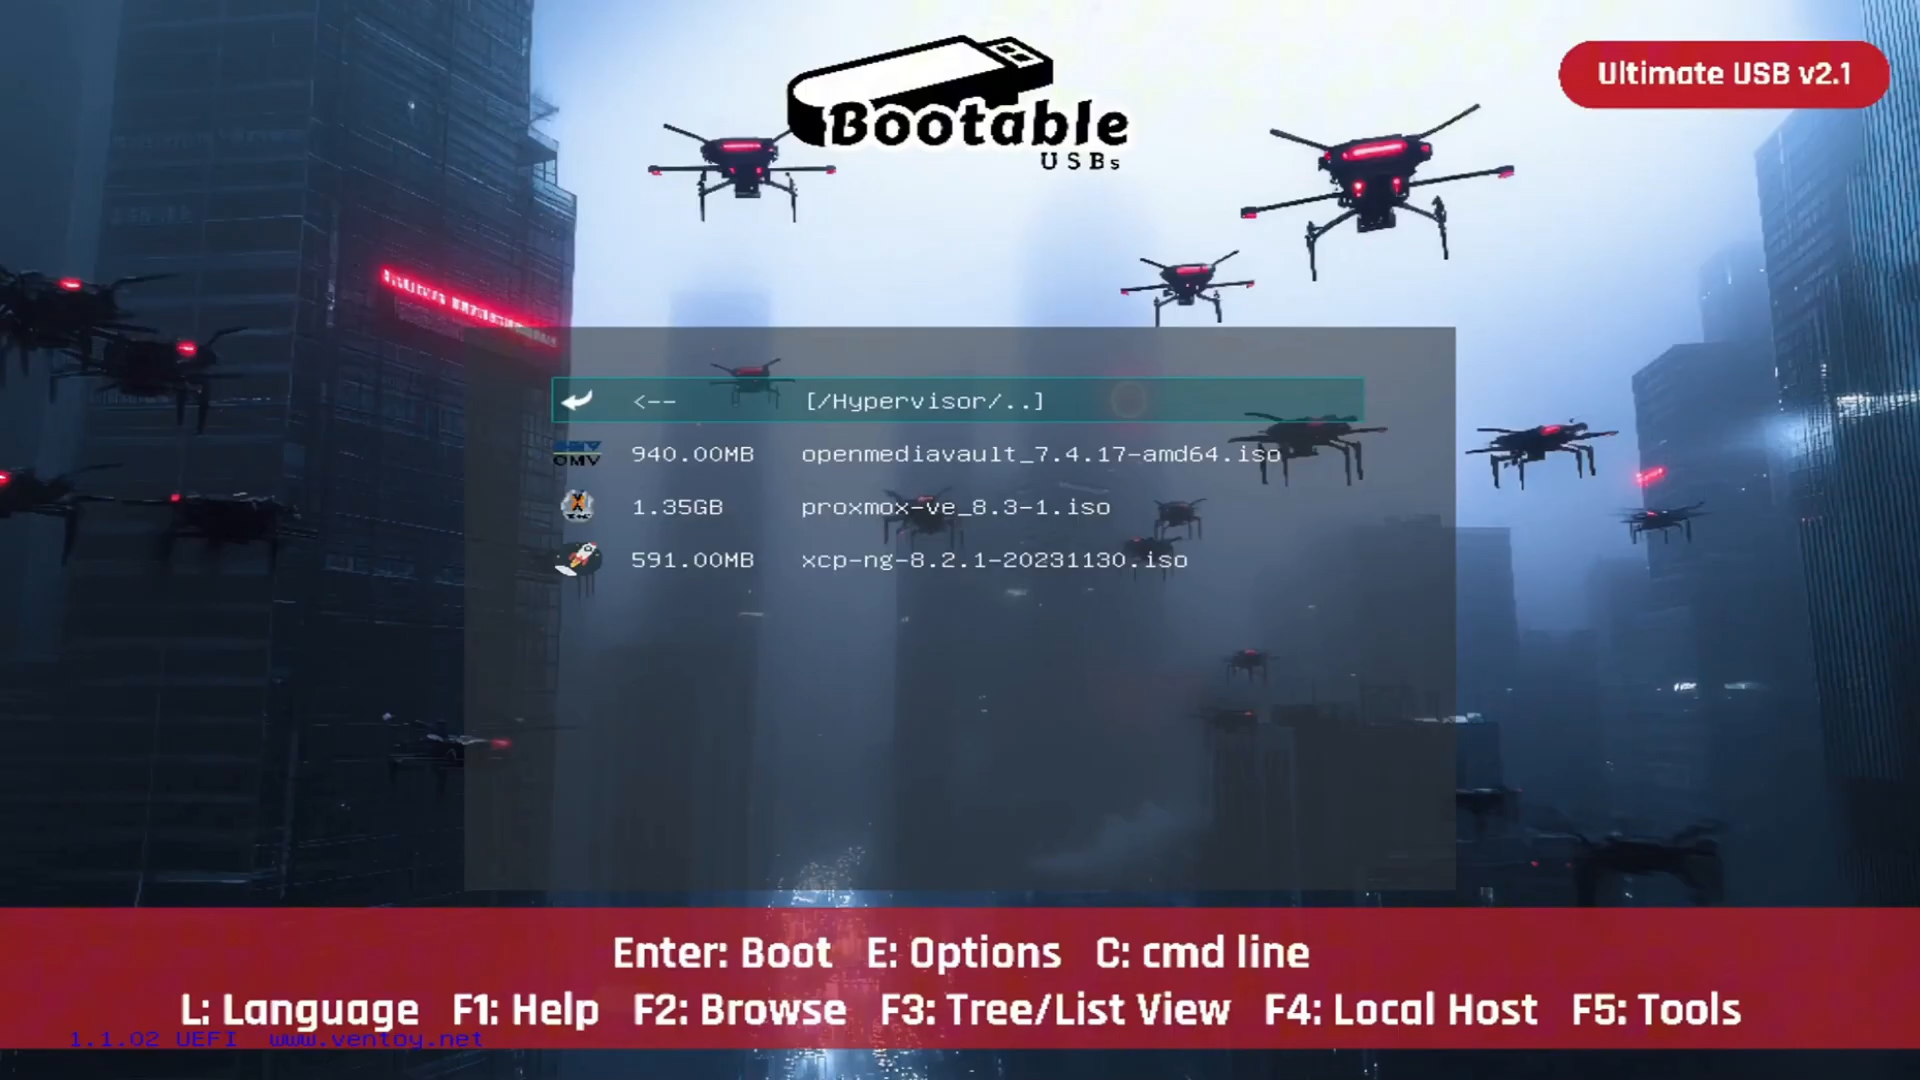 Ultimate USB v2.1
Bootable
USBs
<-- [/Hypervisor/..]
OMV
940.00MB openmediavault_7.4.17-amd64.iso
1.35GB proxmox-ve_8.3-1.iso
591.00MB xcp-ng-8.2.1-20231130.iso
Enter: Boot E: Options C: cmd line
L: Language F1: Help F2: Browse F3: Tree/List View F4: Local Host F5: Tools
1.1.02 UEFI www.ventoy.net